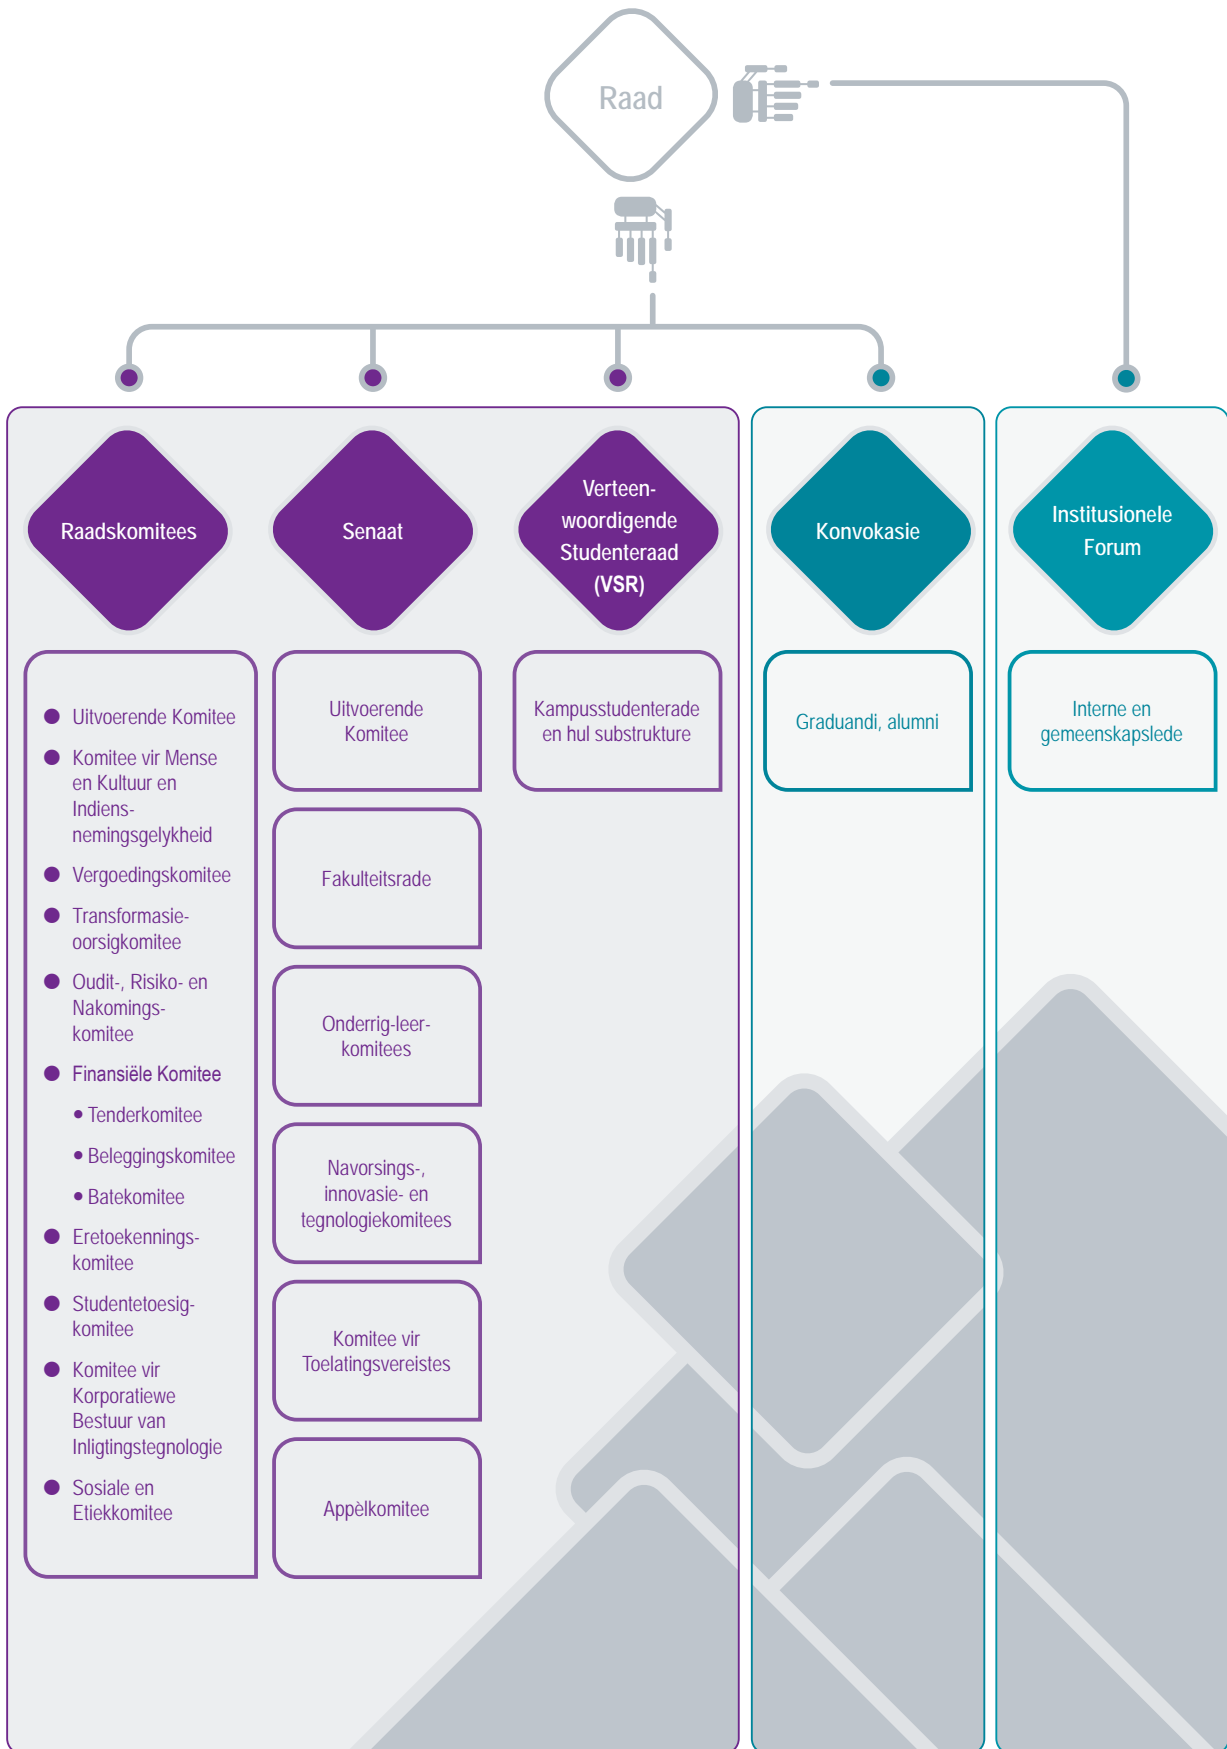 Raad
Raadskomitees
● Uitvoerende Komitee
● Komitee vir Mense
en Kultuur en
Indiens-
nemingsgelykheid
● Vergoedingskomitee
● Transformasie-
oorsigkomitee
● Oudit-, Risiko- en
Nakomings-
komitee
● Finansiële Komitee
• Tenderkomitee
• Beleggingskomitee
• Batekomitee
● Eretoekennings-
komitee
● Studentetoesig-
komitee
● Komitee vir
Korporatiewe
Bestuur van
Inligtingstegnologie
● Sosiale en
Etiekkomitee
Senaat
Uitvoerende
Komitee
Fakulteitsrade
Onderrig-leer-
komitees
Navorsings-,
innovasie- en
tegnologiekomitees
Komitee vir
Toelatingsvereistes
Appèlkomitee
Verteen-
woordigende
Studenteraad
(VSR)
Kampusstudenterade
en hul substrukture
Konvokasie
Graduandi, alumni
Institusionele
Forum
Interne en
gemeenskapslede